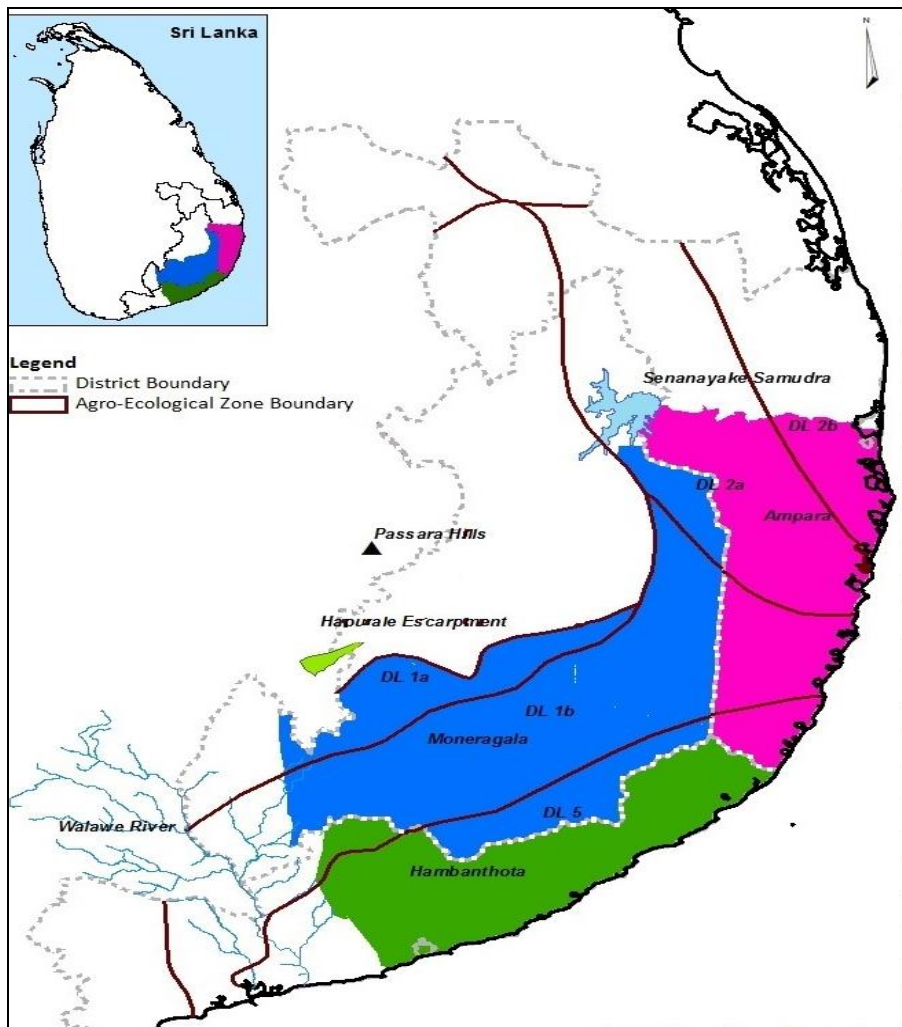 Sri Lanka
N
Legend
District Boundary
Agro-Ecological Zone Boundary
Senanayake Samudra
DL 2b
DL 2a
Ampara
Passara Hills
Hapurale Escarpment
DL 1a
DL 1b
Moneragala
DL 5
Walawe River
Hambanthota